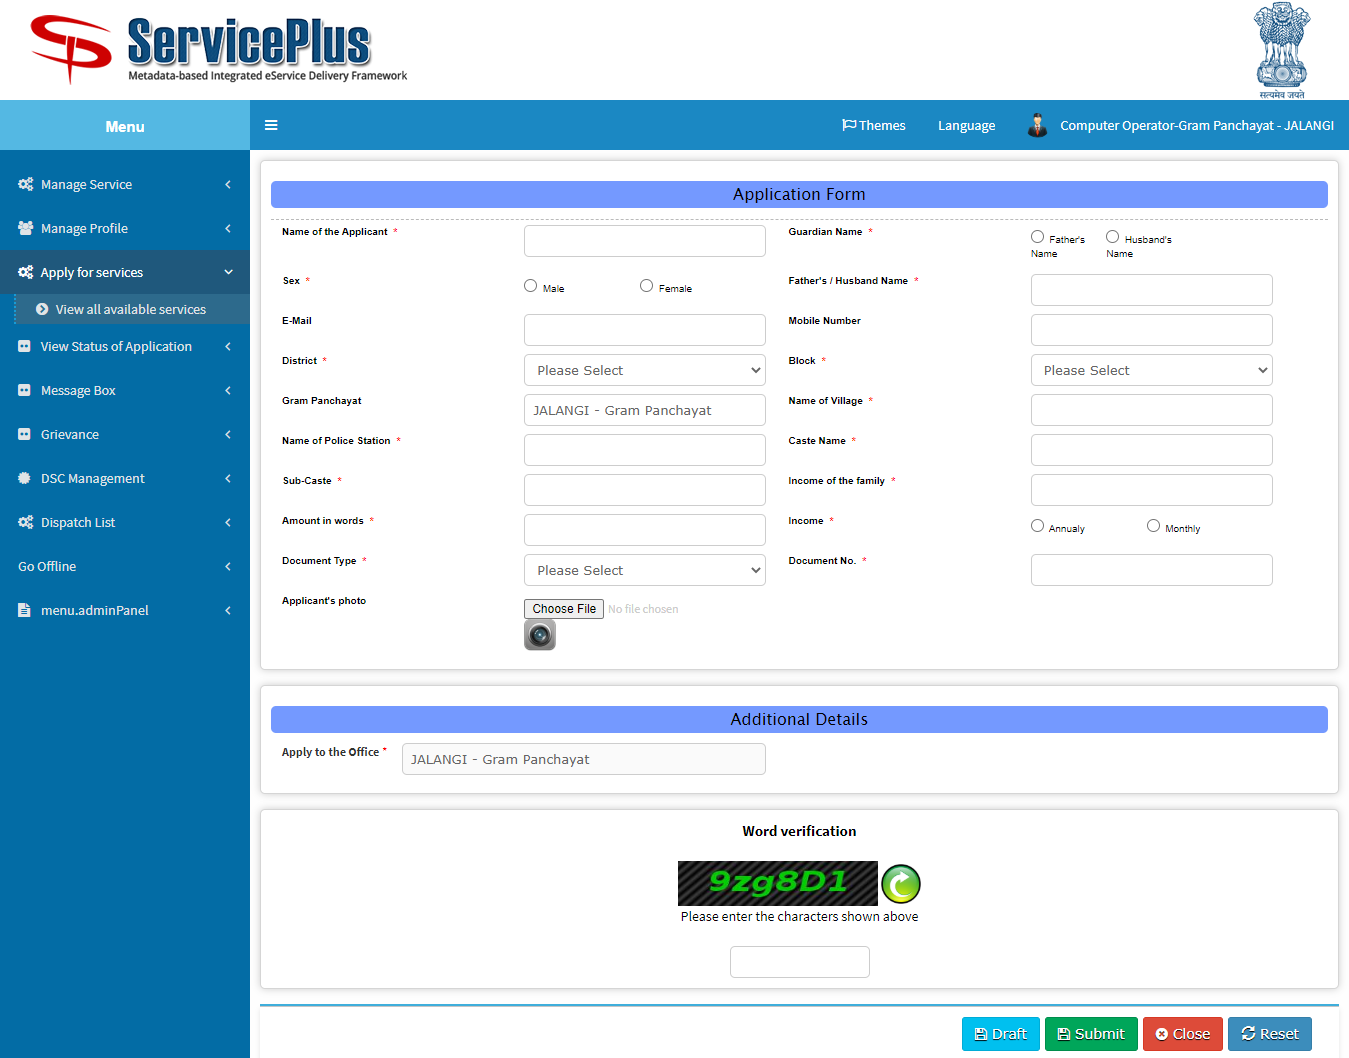 ServicePlus
Metadata-based Integrated eService Delivery Framework
सत्यमेव जयते
Menu
Themes
Language
Computer Operator-Gram Panchayat - JALANGI
Manage Service
Manage Profile
Apply for services
View all available services
View Status of Application
Message Box
Grievance
DSC Management
Dispatch List
Go Offline
menu.adminPanel
Application Form
Name of the Applicant *
Guardian Name *
Father's Name
Husband's Name
Sex *
Male
Female
Father's / Husband Name *
E-Mail
Mobile Number
District *
Please Select
Block *
Please Select
Gram Panchayat
JALANGI - Gram Panchayat
Name of Village *
Name of Police Station *
Caste Name *
Sub-Caste *
Income of the family *
Amount in words *
Income *
Annualy
Monthly
Document Type *
Please Select
Document No. *
Applicant's photo
Choose File No file chosen
Additional Details
Apply to the Office *
JALANGI - Gram Panchayat
Word verification
9zg8D1
Please enter the characters shown above
Draft
Submit
Close
Reset